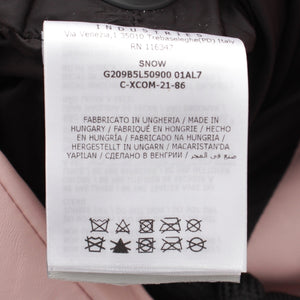 INDUSTRIES
Via Venezia,1 35010 Trebaseleghe(PD) Italy
RN 116347
SNOW
G209B5L50900 01AL7
C-XCOM-21-86
FABBRICATO IN UNGHERIA / MADE IN
HUNGARY / FABRIQUÉ EN HONGRIE / HECHO
EN HUNGRÍA / FABRICADO NA HUNGRIA /
HERGESTELLT IN UNGARN / MACARISTAN'DA
YAPILAN / СДЕЛАНО В ВЕНГРИИ / صنع في المجر